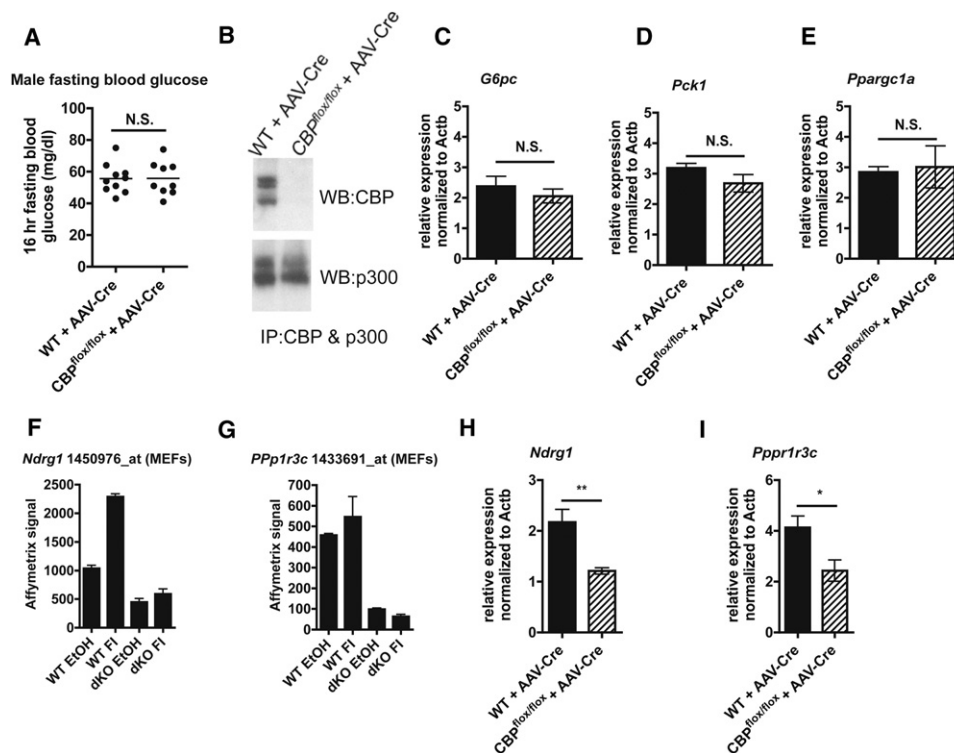 A
Male fasting blood glucose
16 hr fasting blood
glucose (mg/dl)
100
80
60
40
20
0
N.S.
WT + AAV-Cre
CBPflox/flox + AAV-Cre
B
WT + AAV-Cre
CBPflox/flox + AAV-Cre
WB:CBP
WB:p300
IP:CBP & p300
C
G6pc
relative expression
normalized to Actb
5
4
3
2
1
0
N.S.
WT + AAV-Cre
CBPflox/flox + AAV-Cre
D
Pck1
relative expression
normalized to Actb
5
4
3
2
1
0
N.S.
WT + AAV-Cre
CBPflox/flox + AAV-Cre
E
Ppargc1a
relative expression
normalized to Actb
5
4
3
2
1
0
N.S.
WT + AAV-Cre
CBPflox/flox + AAV-Cre
F
Ndrg1 1450976_at (MEFs)
Affymetrix signal
2500
2000
1500
1000
500
0
WT EtOH
WT FI
dKO EtOH
dKO FI
G
PPp1r3c 1433691_at (MEFs)
Affymetrix signal
700
600
500
400
300
200
100
0
WT EtOH
WT FI
dKO EtOH
dKO FI
H
Ndrg1
relative expression
normalized to Actb
3
2
1
0
**
WT + AAV-Cre
CBPflox/flox + AAV-Cre
I
Pppr1r3c
relative expression
normalized to Actb
6
4
2
0
*
WT + AAV-Cre
CBPflox/flox + AAV-Cre